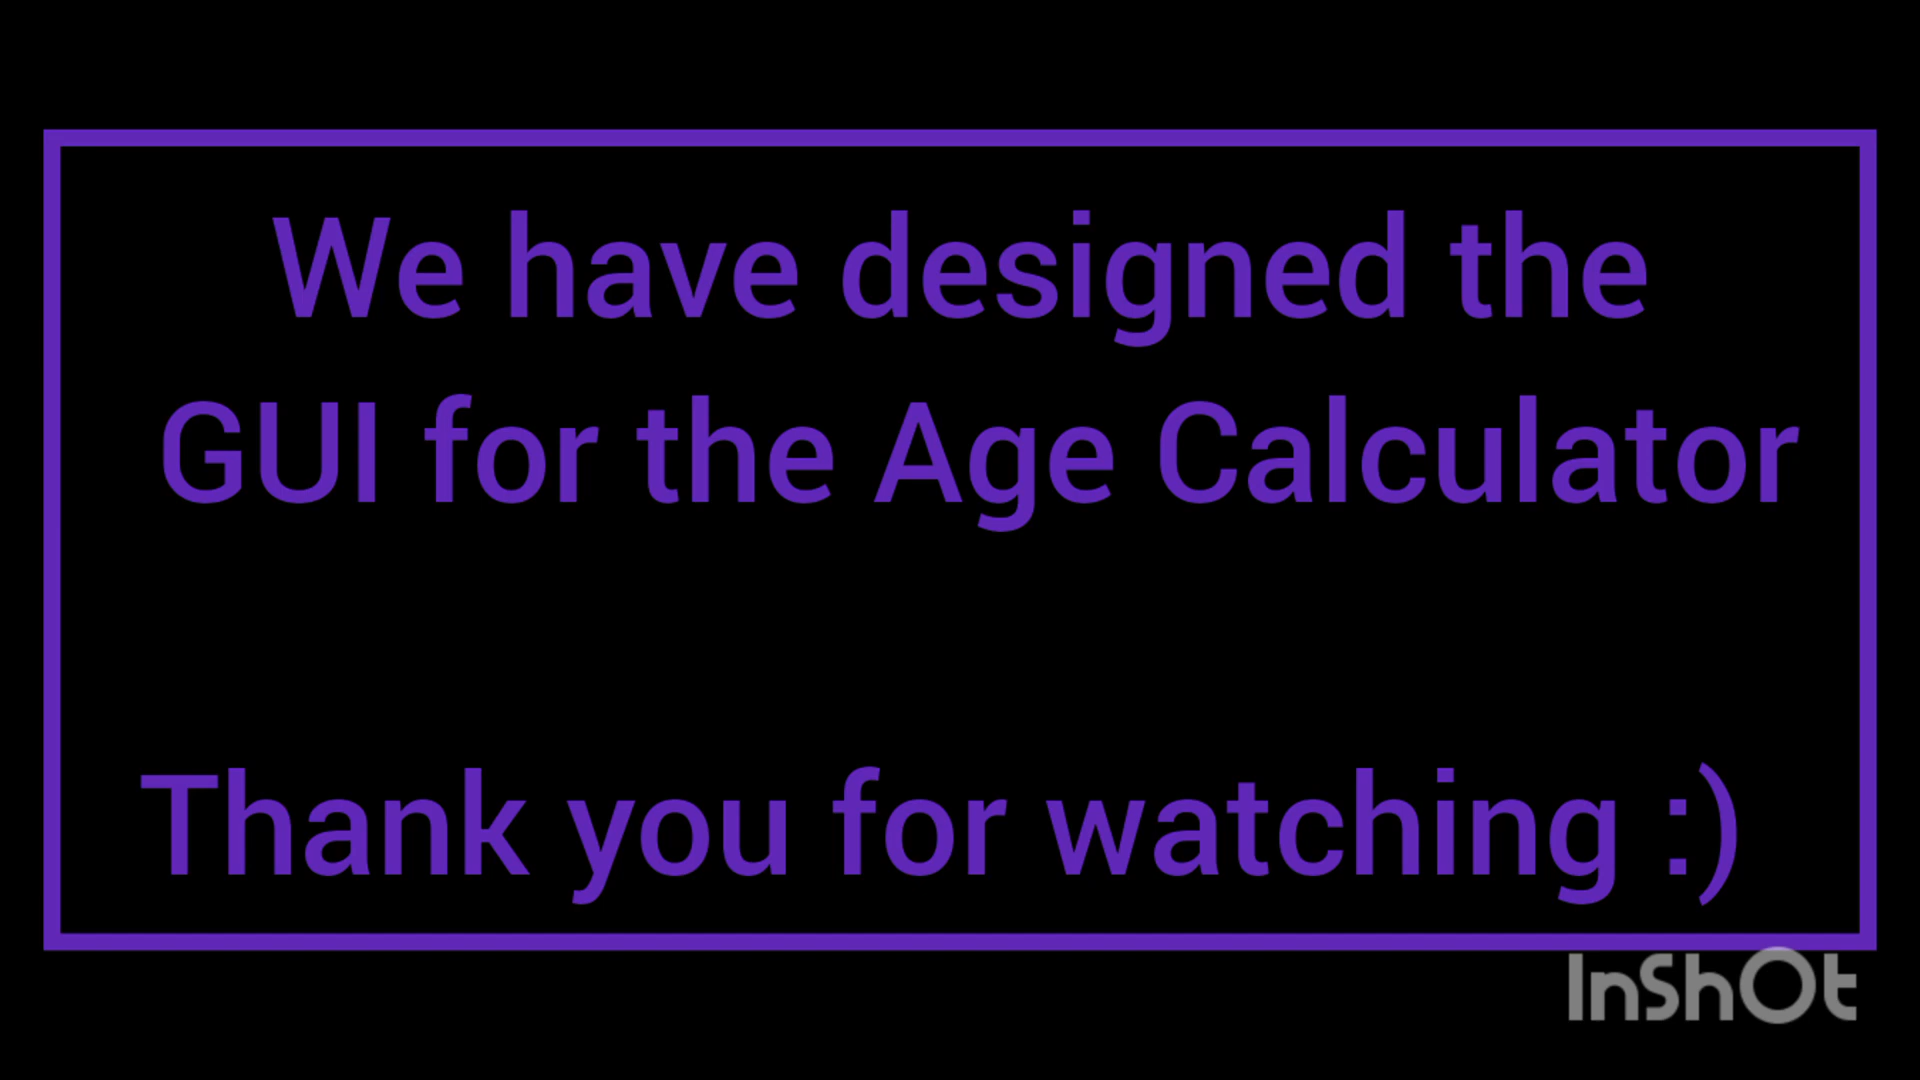 We have designed the
GUI for the Age Calculator
Thank you for watching :)
InShOt